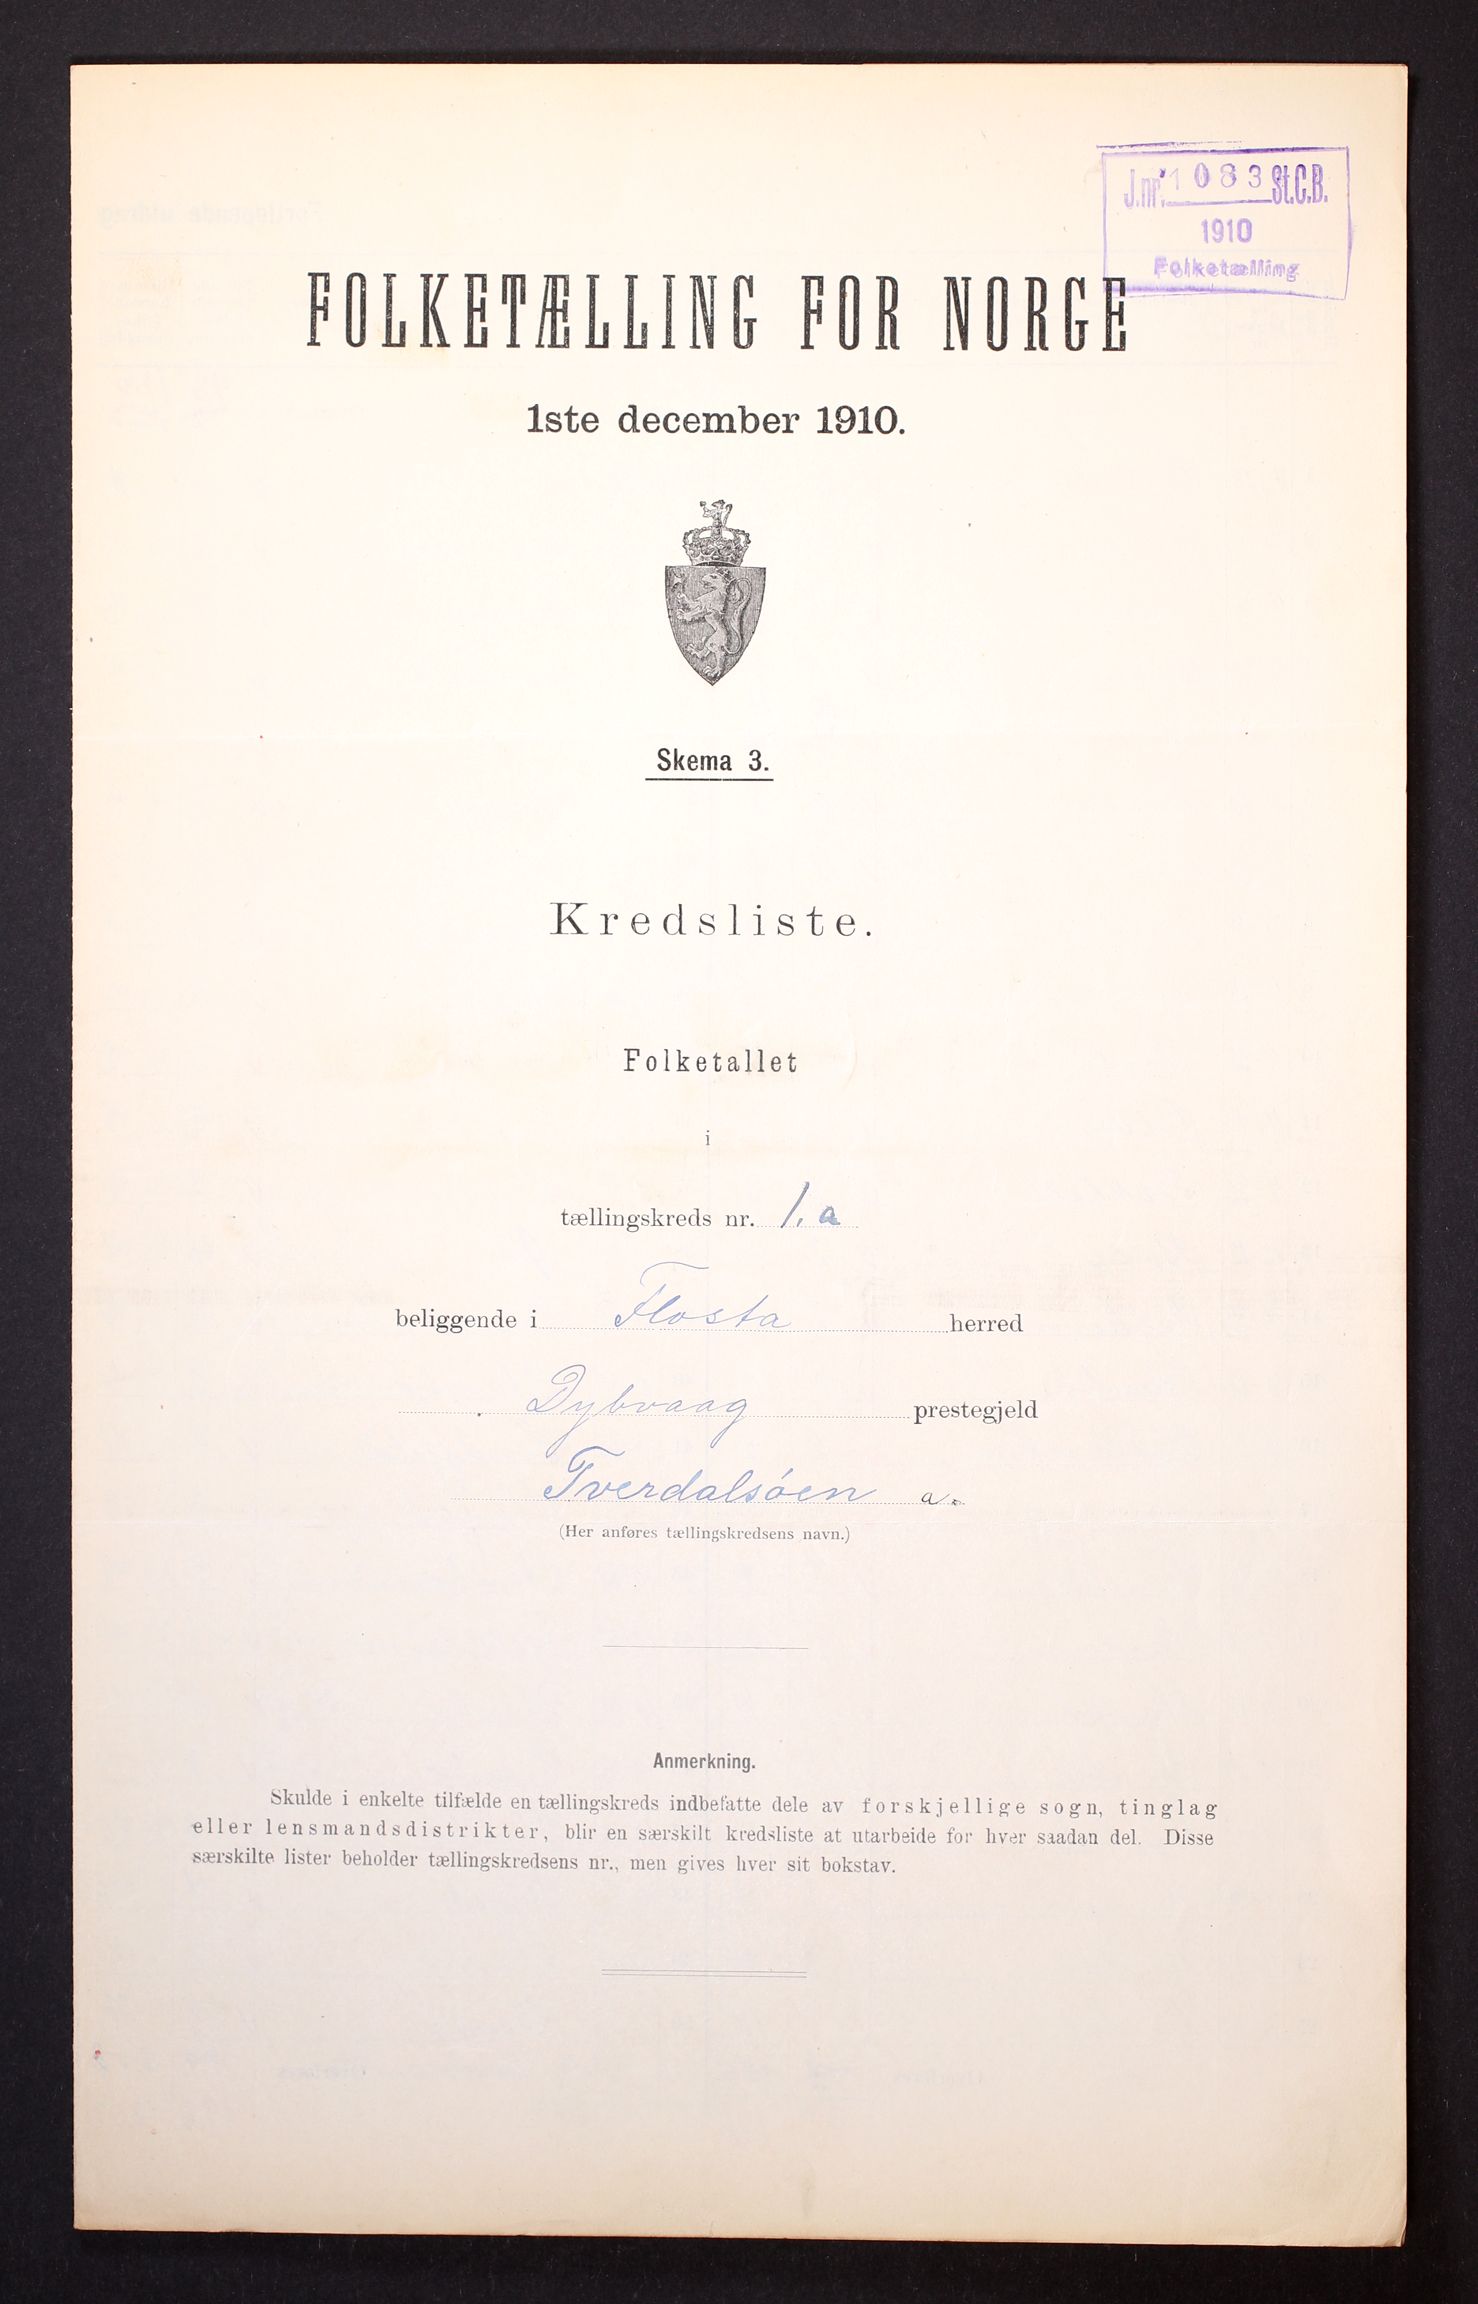 J.nr. 1083 St.C.B.
1910
Folketælling
FOLKETÆLLING FOR NORGE
1ste december 1910.
Skema 3.
Kredsliste.
Folketallet
i
tællingskreds nr. 1. a
beliggende i Flosta herred
Dybvaag prestegjeld
Tverdalsöen a.
(Her anføres tællingskredsens navn.)
Anmerkning.
Skulde i enkelte tilfælde en tællingskreds indbefatte dele av forskjellige sogn, tinglag
eller lensmandsdistrikter, blir en særskilt kredsliste at utarbeide for hver saadan del. Disse
særskilte lister beholder tællingskredsens nr., men gives hver sit bokstav.